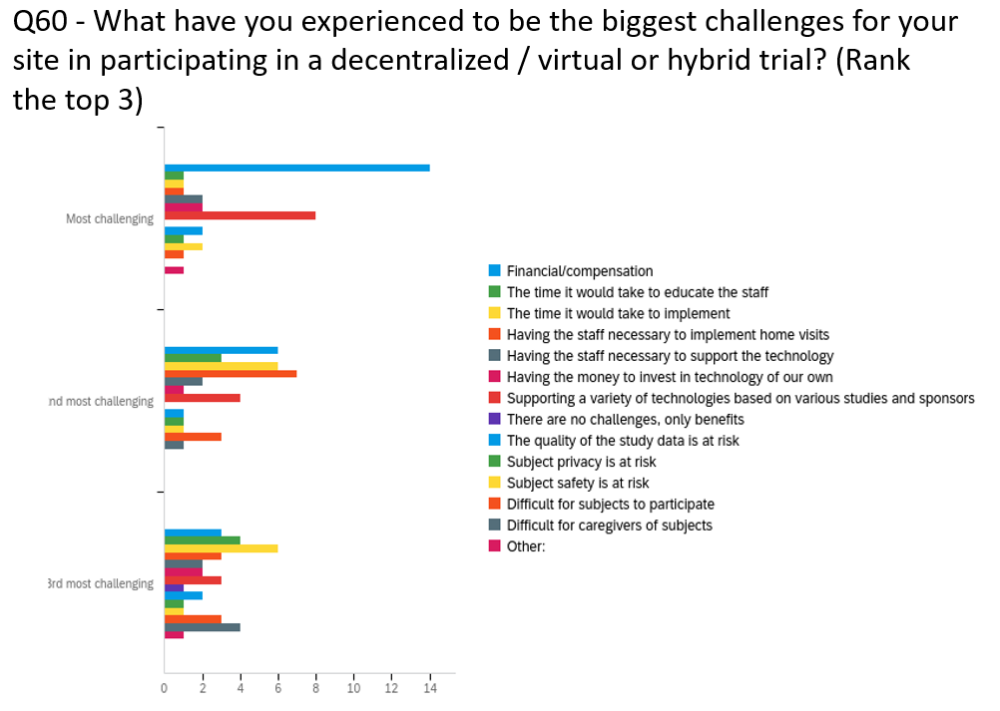 Q60 - What have you experienced to be the biggest challenges for your
site in participating in a decentralized / virtual or hybrid trial? (Rank
the top 3)
Most challenging
nd most challenging
3rd most challenging
0 2 4 6 8 10 12 14
Financial/compensation
The time it would take to educate the staff
The time it would take to implement
Having the staff necessary to implement home visits
Having the staff necessary to support the technology
Having the money to invest in technology of our own
Supporting a variety of technologies based on various studies and sponsors
There are no challenges, only benefits
The quality of the study data is at risk
Subject privacy is at risk
Subject safety is at risk
Difficult for subjects to participate
Difficult for caregivers of subjects
Other: